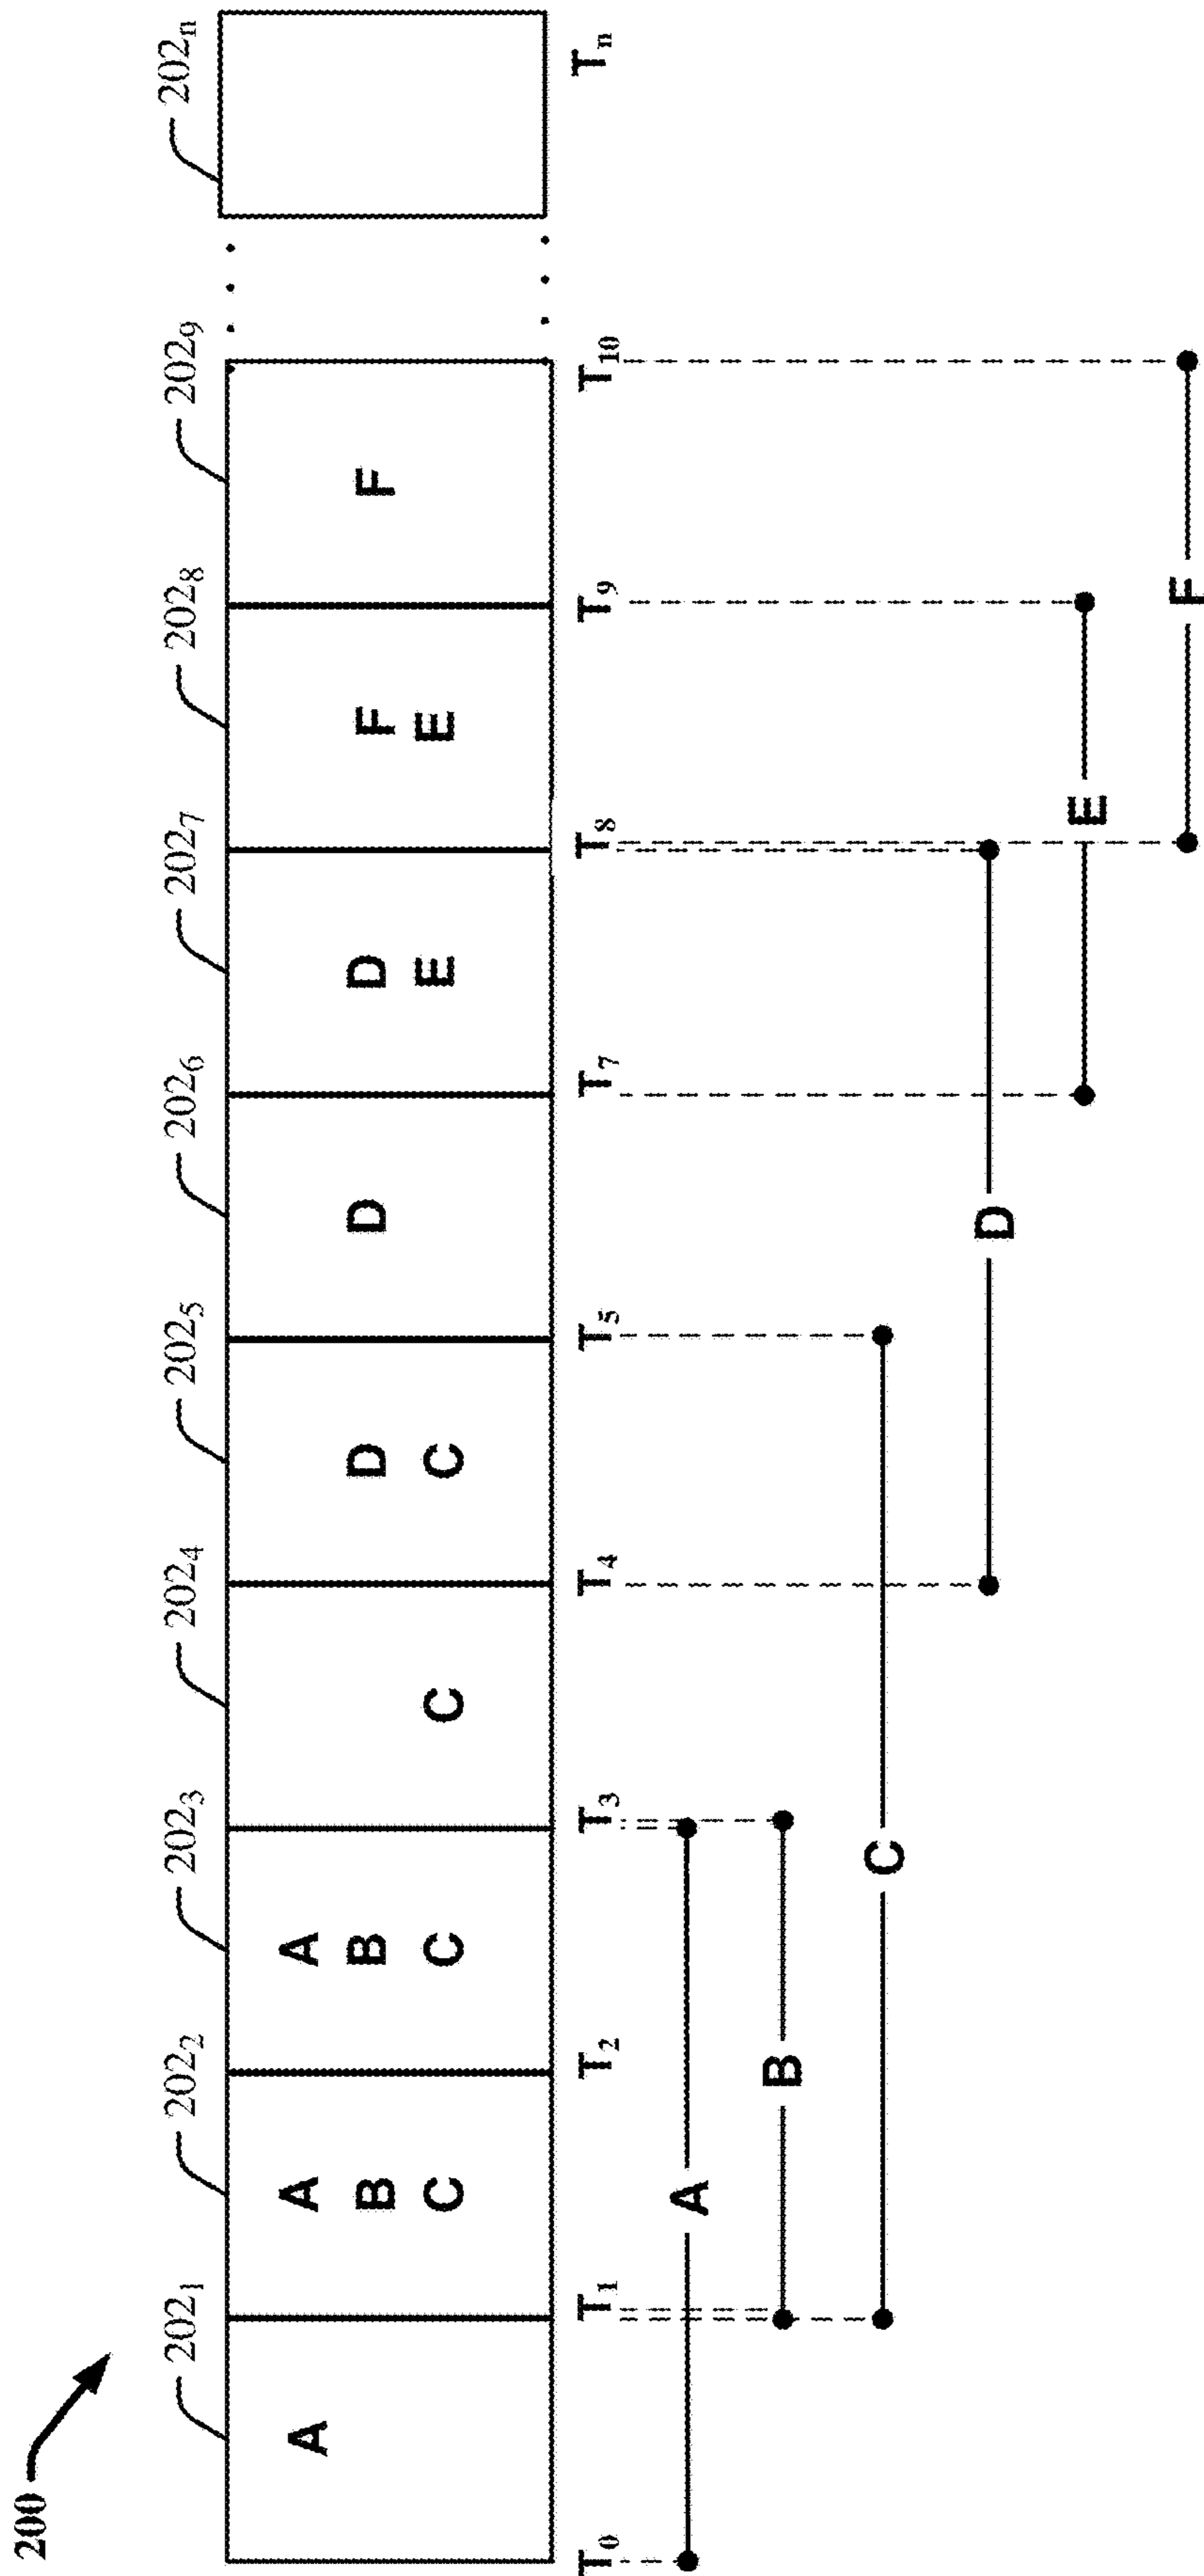 200
202₁ 202₂ 202₃ 202₄ 202₅ 202₆ 202₇ 202₈ 202₉ 202ₙ
A A A
B B D D D F F
C C C C E E
T₀ T₁ T₂ T₃ T₄ T₅ T₇ T₈ T₉ T₁₀ Tₙ
A
B
C
D
E
F